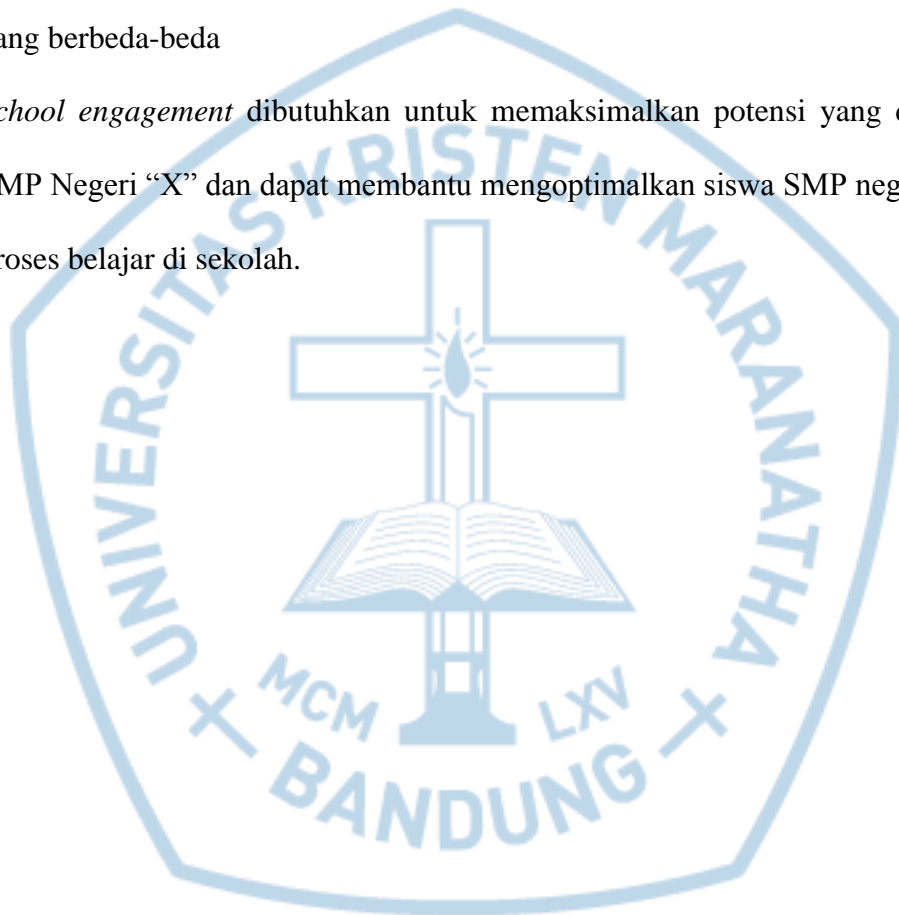 ang berbeda-beda
chool engagement dibutuhkan untuk memaksimalkan potensi yang
MP Negeri “X” dan dapat membantu mengoptimalkan siswa SMP neg
roses belajar di sekolah.
UNIVERSITAS KRISTEN MARANATHA
MCM LXV
BANDUNG